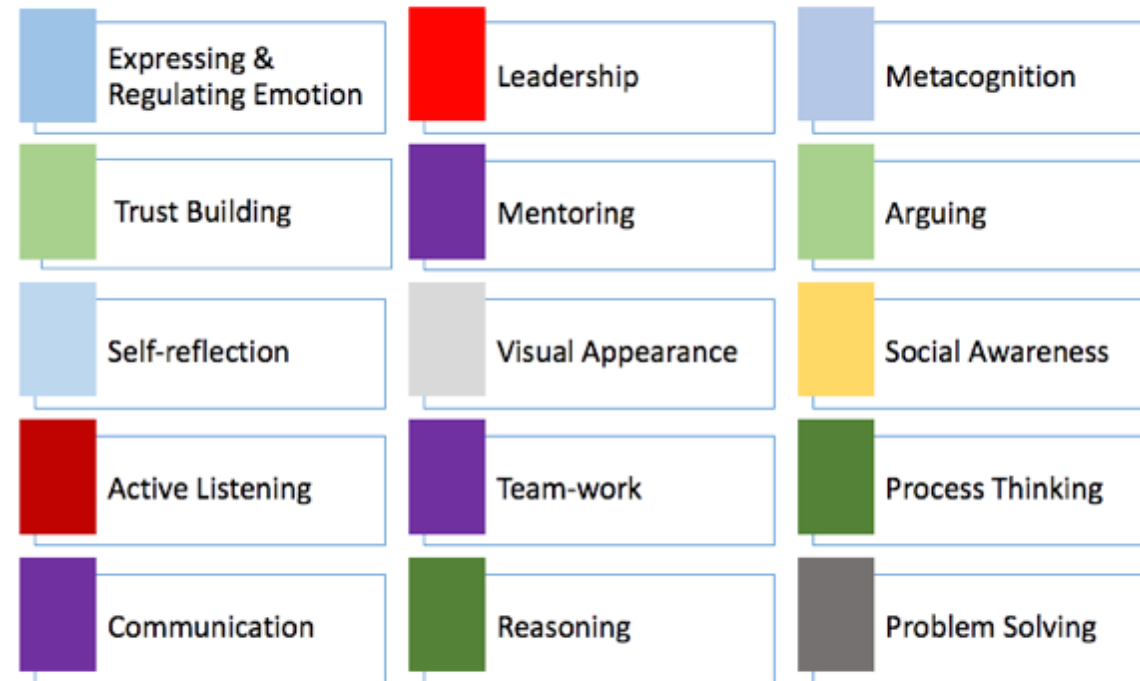 Expressing &
Regulating Emotion
Leadership
Metacognition
Trust Building
Mentoring
Arguing
Self-reflection
Visual Appearance
Social Awareness
Active Listening
Team-work
Process Thinking
Communication
Reasoning
Problem Solving